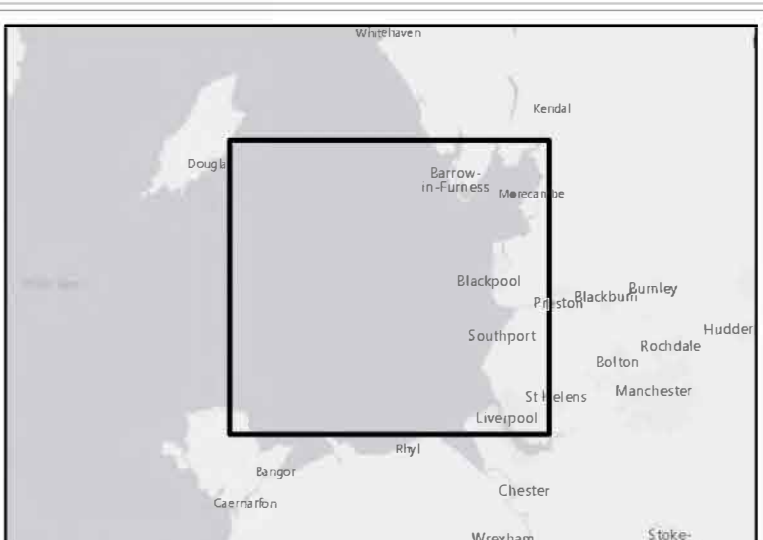 Whitehaven
Kendal
Dougla
Barrow-
in-Furness
Morecambe
Blackpool
Preston
Blackburn
Burnley
Southport
Hudder
Rochdale
Bolton
St Helens
Manchester
Liverpool
Rhyl
Bangor
Chester
Caernarfon
Wrexham
Stoke-